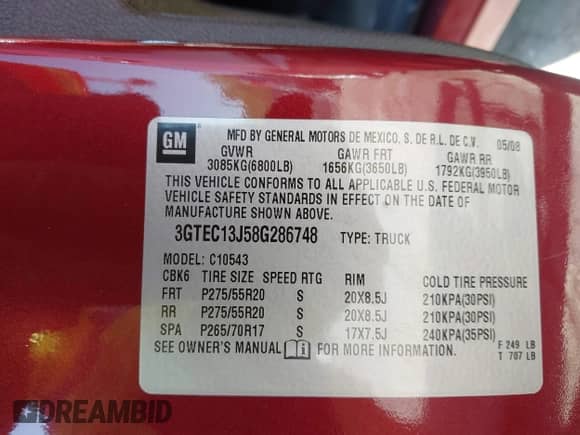 GM
MFD BY GENERAL MOTORS DE MEXICO, S. DE R.L. DE C.V. 05/08
GVWR GAWR FRT GAWR RR
3085KG(6800LB) 1656KG(3650LB) 1792KG(3950LB)
THIS VEHICLE CONFORMS TO ALL APPLICABLE U.S. FEDERAL MOTOR
VEHICLE SAFETY STANDARDS IN EFFECT ON THE DATE OF
MANUFACTURE SHOWN ABOVE.
3GTEC13J58G286748 TYPE: TRUCK
MODEL: C10543
CBK6 TIRE SIZE SPEED RTG RIM COLD TIRE PRESSURE
FRT P275/55R20 S 20X8.5J 210KPA(30PSI)
RR P275/55R20 S 20X8.5J 210KPA(30PSI)
SPA P265/70R17 S 17X7.5J 240KPA(35PSI)
SEE OWNER'S MANUAL i FOR MORE INFORMATION. F 249 LB
T 707 LB
DREAMBID